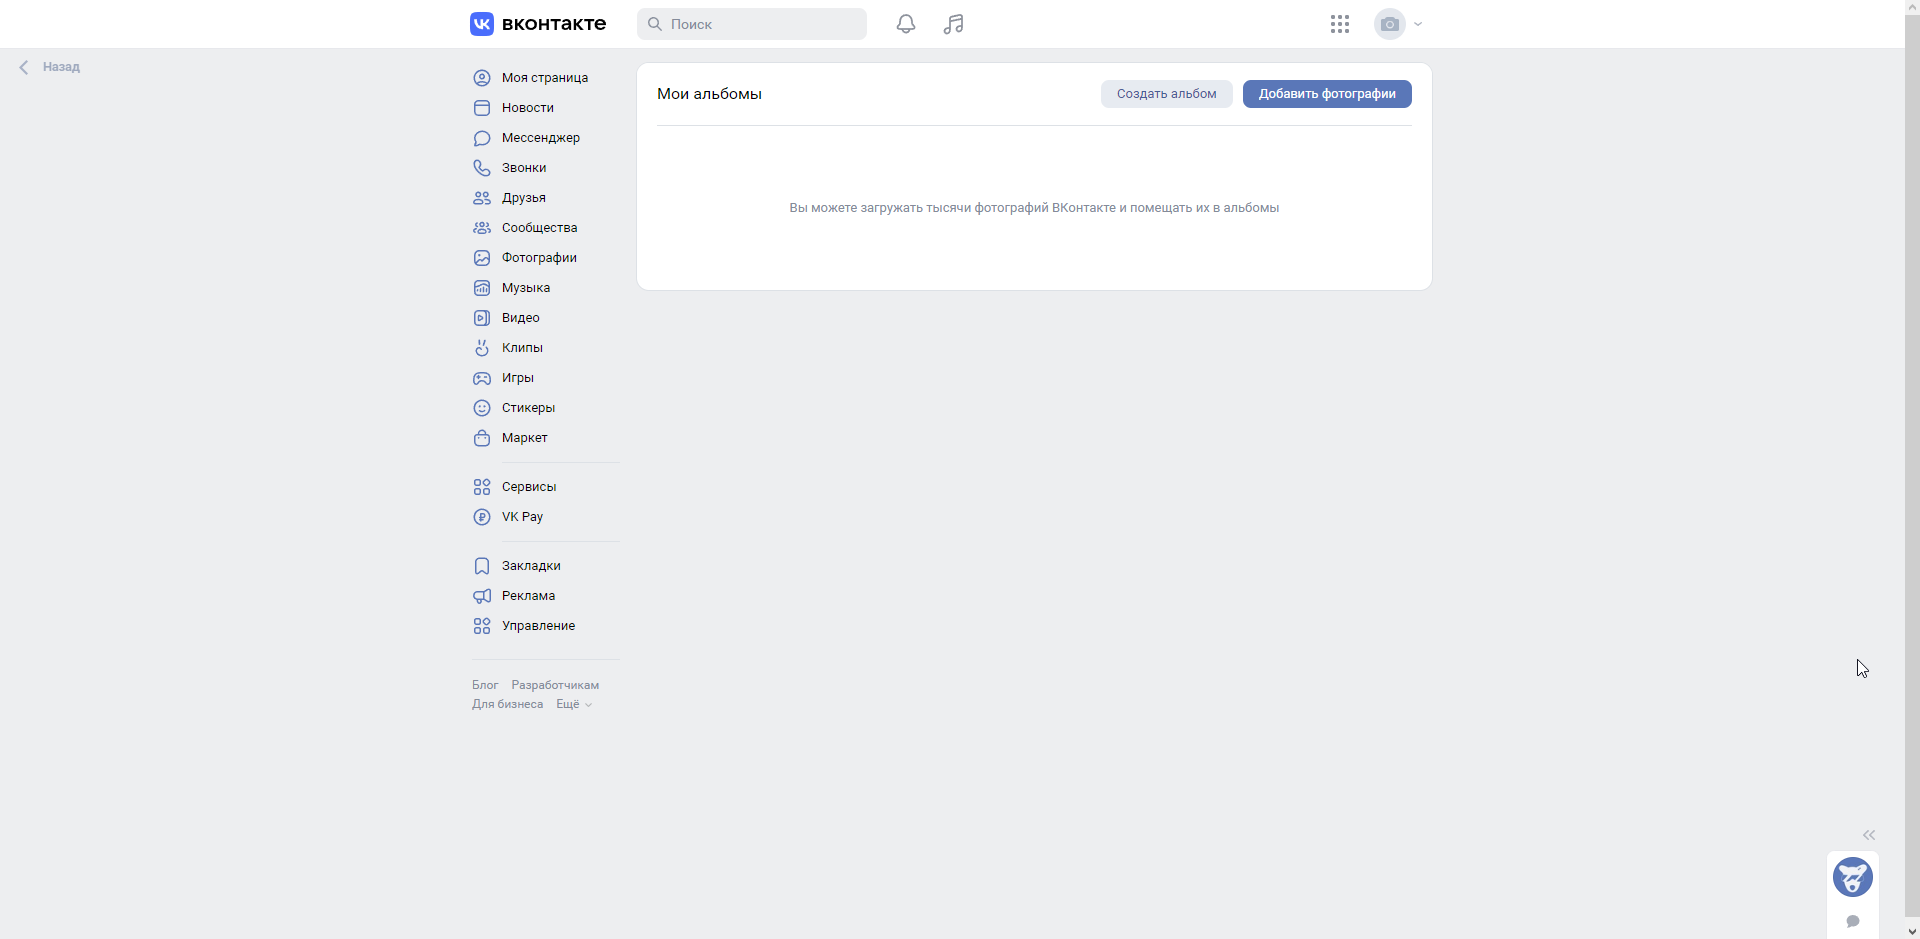 вконтакте
Поиск
Назад
Моя страница
Новости
Мессенджер
Звонки
Друзья
Сообщества
Фотографии
Музыка
Видео
Клипы
Игры
Стикеры
Маркет
Сервисы
VK Pay
Закладки
Реклама
Управление
Блог Разработчикам
Для бизнеса Ещё
Мои альбомы
Создать альбом
Добавить фотографии
Вы можете загружать тысячи фотографий ВКонтакте и помещать их в альбомы